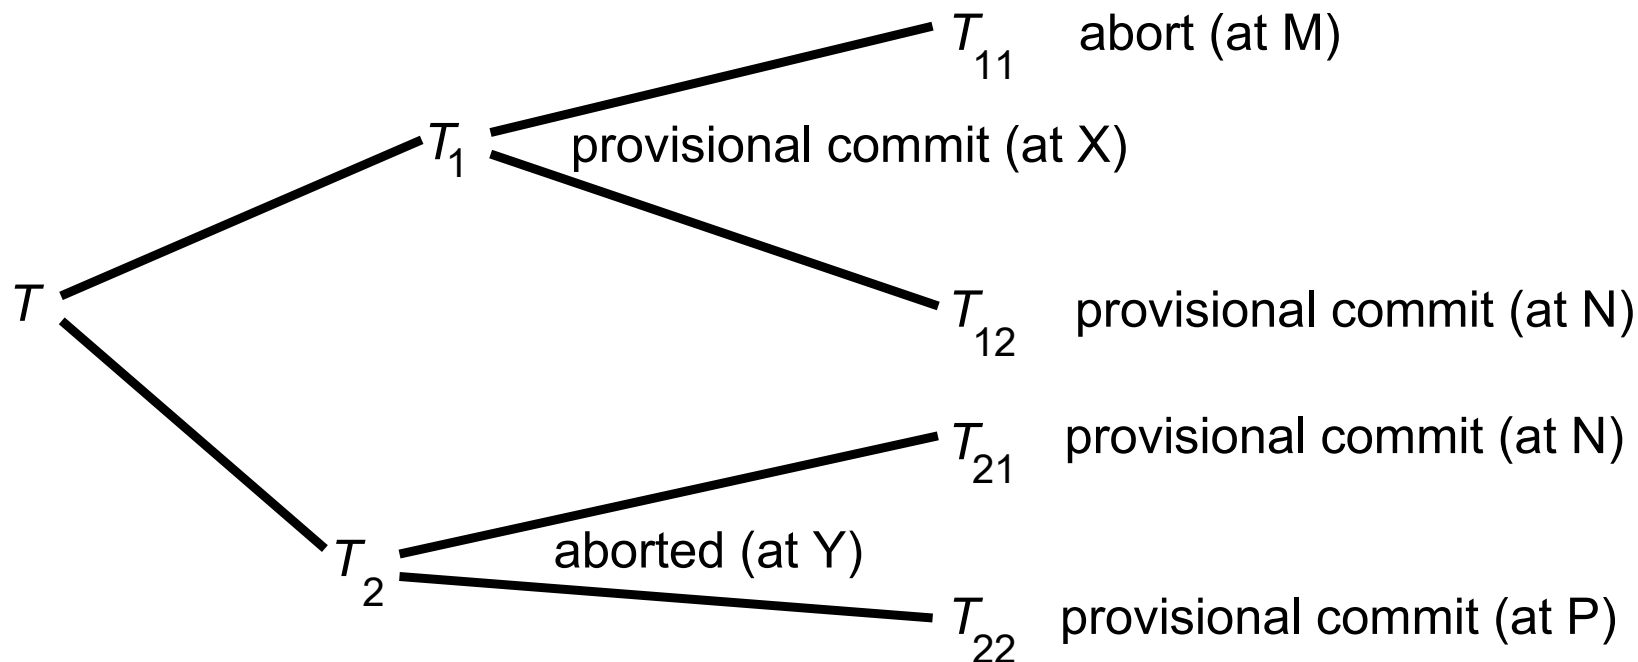 T₁₁ abort (at M)
T₁ provisional commit (at X)
T
T₁₂ provisional commit (at N)
T₂₁ provisional commit (at N)
T₂ aborted (at Y)
T₂₂ provisional commit (at P)